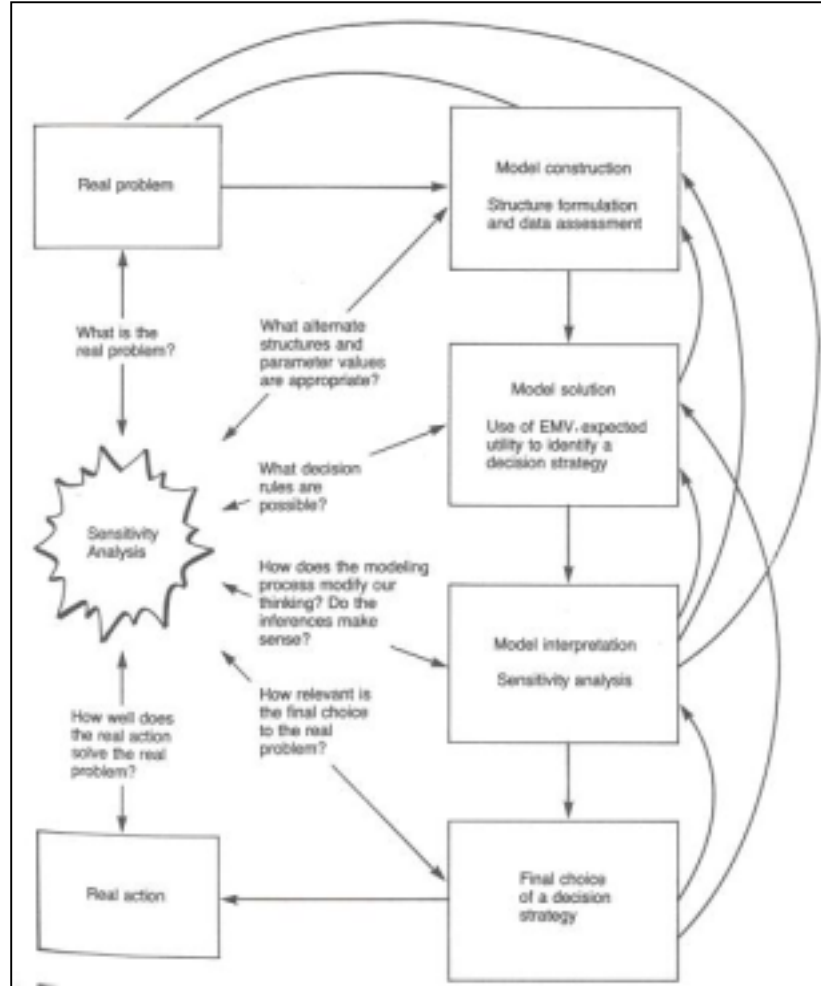 Real problem
Model construction
Structure formulation
and data assessment
What is the
real problem?
What alternate
structures and
parameter values
are appropriate?
Model solution
Use of EMV, expected
utility to identify a
decision strategy
What decision
rules are
possible?
Sensitivity
Analysis
How does the modeling
process modify our
thinking? Do the
inferences make
sense?
Model interpretation
Sensitivity analysis
How relevant is
the final choice
to the real
problem?
How well does
the real action
solve the real
problem?
Real action
Final choice
of a decision
strategy